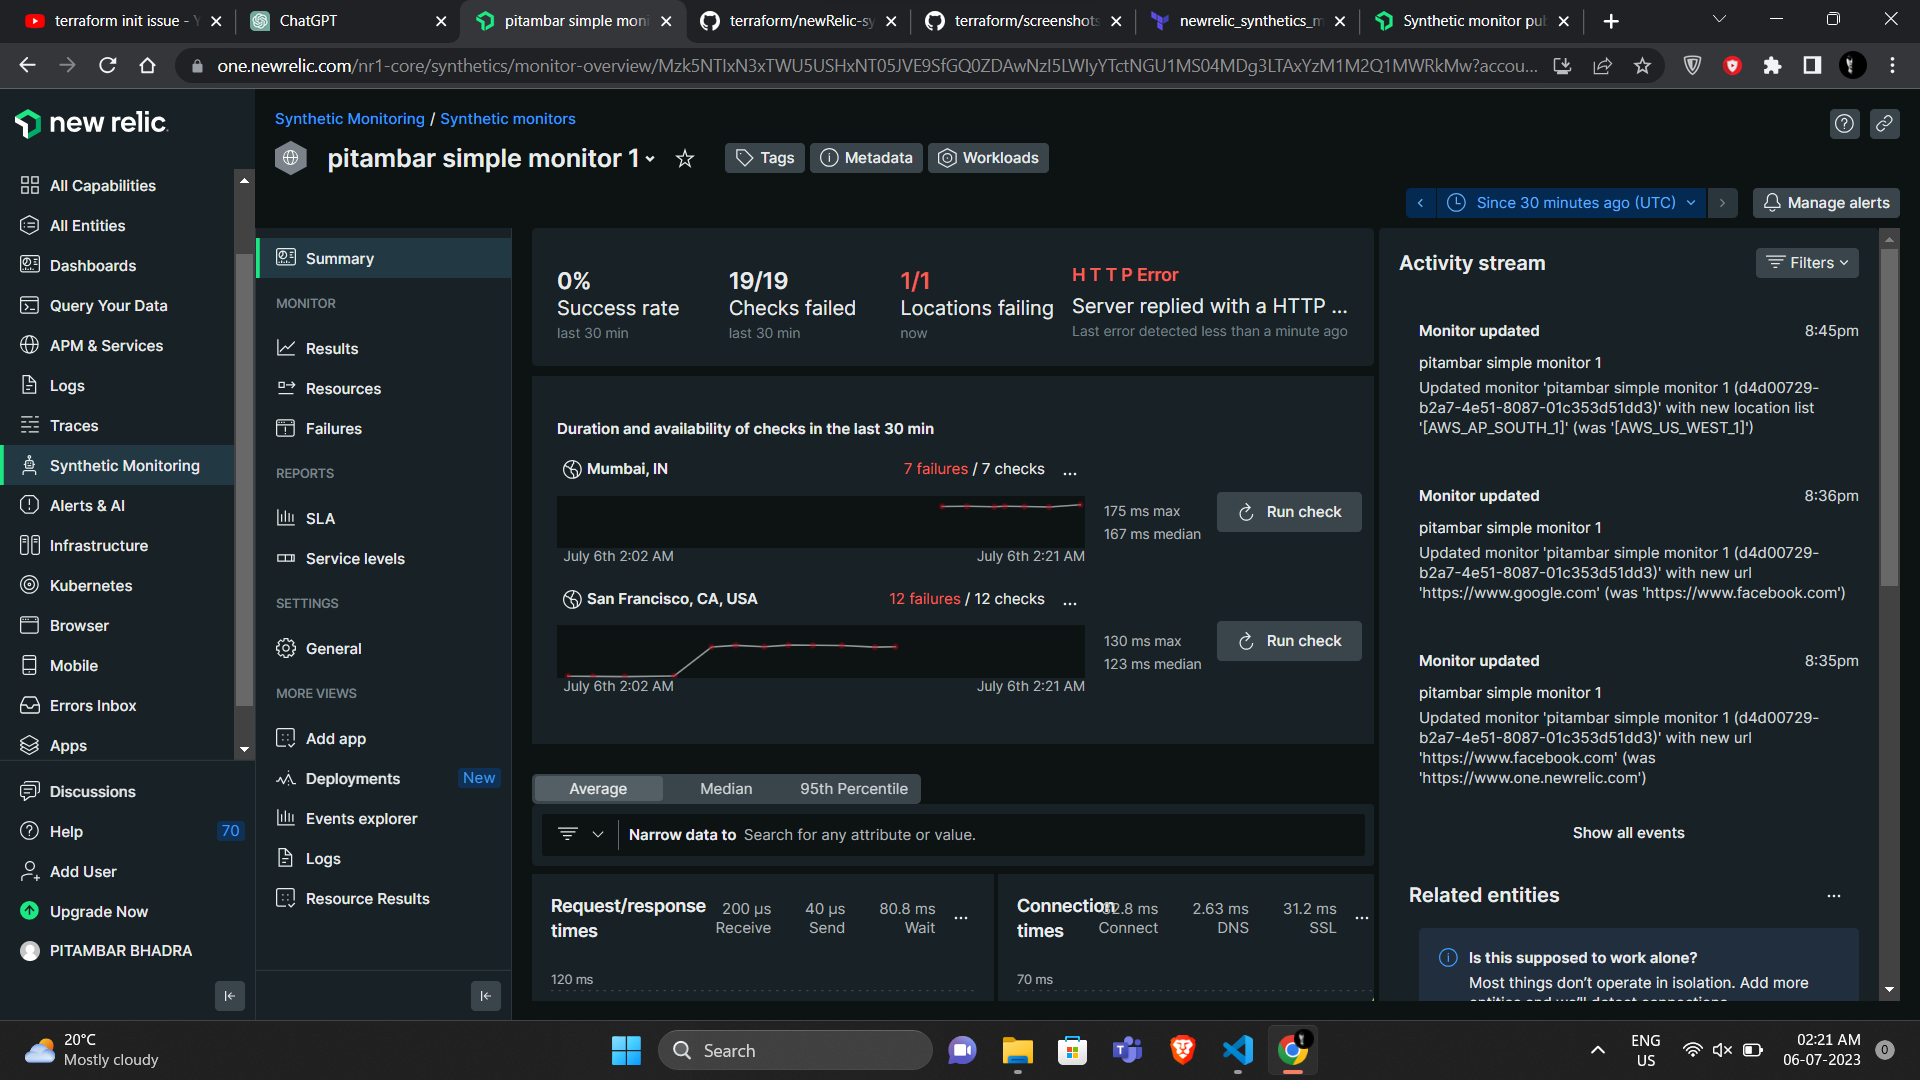 terraform init issue - Y
ChatGPT
pitambar simple moni
terraform/newRelic-sy
terraform/screenshots
newrelic_synthetics_m
Synthetic monitor pub
one.newrelic.com/nr1-core/synthetics/monitor-overview/Mzk5NTIxN3xTWU5USHxNT05JVE9SfGQ0ZDAwNzI5LWIyYTctNGU1MS04MDg3LTAxYzM1M2Q1MWRkMw?accou...
new relic
All Capabilities
All Entities
Dashboards
Query Your Data
APM & Services
Logs
Traces
Synthetic Monitoring
Alerts & AI
Infrastructure
Kubernetes
Browser
Mobile
Errors Inbox
Apps
Discussions
Help 70
Add User
Upgrade Now
PITAMBAR BHADRA
Synthetic Monitoring / Synthetic monitors
pitambar simple monitor 1
Tags
Metadata
Workloads
Since 30 minutes ago (UTC)
Manage alerts
Summary
MONITOR
Results
Resources
Failures
REPORTS
SLA
Service levels
SETTINGS
General
MORE VIEWS
Add app
Deployments New
Events explorer
Logs
Resource Results
0%
Success rate
last 30 min
19/19
Checks failed
last 30 min
1/1
Locations failing
now
H T T P Error
Server replied with a HTTP ...
Last error detected less than a minute ago
Duration and availability of checks in the last 30 min
Mumbai, IN
7 failures / 7 checks ...
175 ms max
167 ms median
Run check
July 6th 2:02 AM
July 6th 2:21 AM
San Francisco, CA, USA
12 failures / 12 checks ...
130 ms max
123 ms median
Run check
July 6th 2:02 AM
July 6th 2:21 AM
Average
Median
95th Percentile
Narrow data to Search for any attribute or value.
Request/response times
200 µs
Receive
40 µs
Send
80.8 ms
Wait
...
120 ms
Connection times
Connect
2.63 ms
DNS
31.2 ms
SSL
...
70 ms
Activity stream
Filters
Monitor updated 8:45pm
pitambar simple monitor 1
Updated monitor 'pitambar simple monitor 1 (d4d00729-
b2a7-4e51-8087-01c353d51dd3)' with new location list
'[AWS_AP_SOUTH_1]' (was '[AWS_US_WEST_1]')
Monitor updated 8:36pm
pitambar simple monitor 1
Updated monitor 'pitambar simple monitor 1 (d4d00729-
b2a7-4e51-8087-01c353d51dd3)' with new url
'https://www.google.com' (was 'https://www.facebook.com')
Monitor updated 8:35pm
pitambar simple monitor 1
Updated monitor 'pitambar simple monitor 1 (d4d00729-
b2a7-4e51-8087-01c353d51dd3)' with new url
'https://www.facebook.com' (was
'https://www.one.newrelic.com')
Show all events
Related entities ...
Is this supposed to work alone?
Most things don't operate in isolation. Add more
20°C
Mostly cloudy
Search
ENG
US
02:21 AM
06-07-2023
0